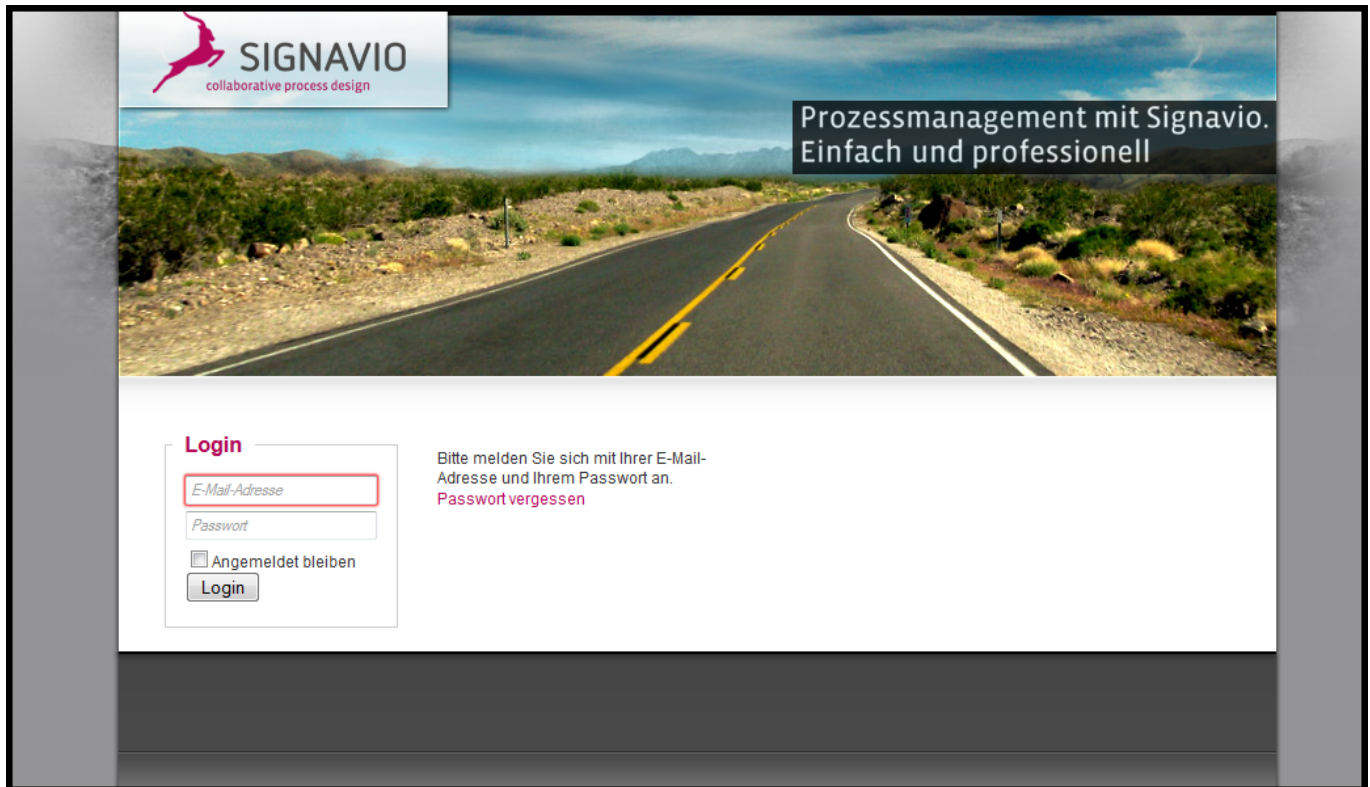 SIGNAVIO
collaborative process design
Prozessmanagement mit Signavio.
Einfach und professionell
Login
E-Mail-Adresse
Passwort
Angemeldet bleiben
Login
Bitte melden Sie sich mit Ihrer E-Mail-
Adresse und Ihrem Passwort an.
Passwort vergessen